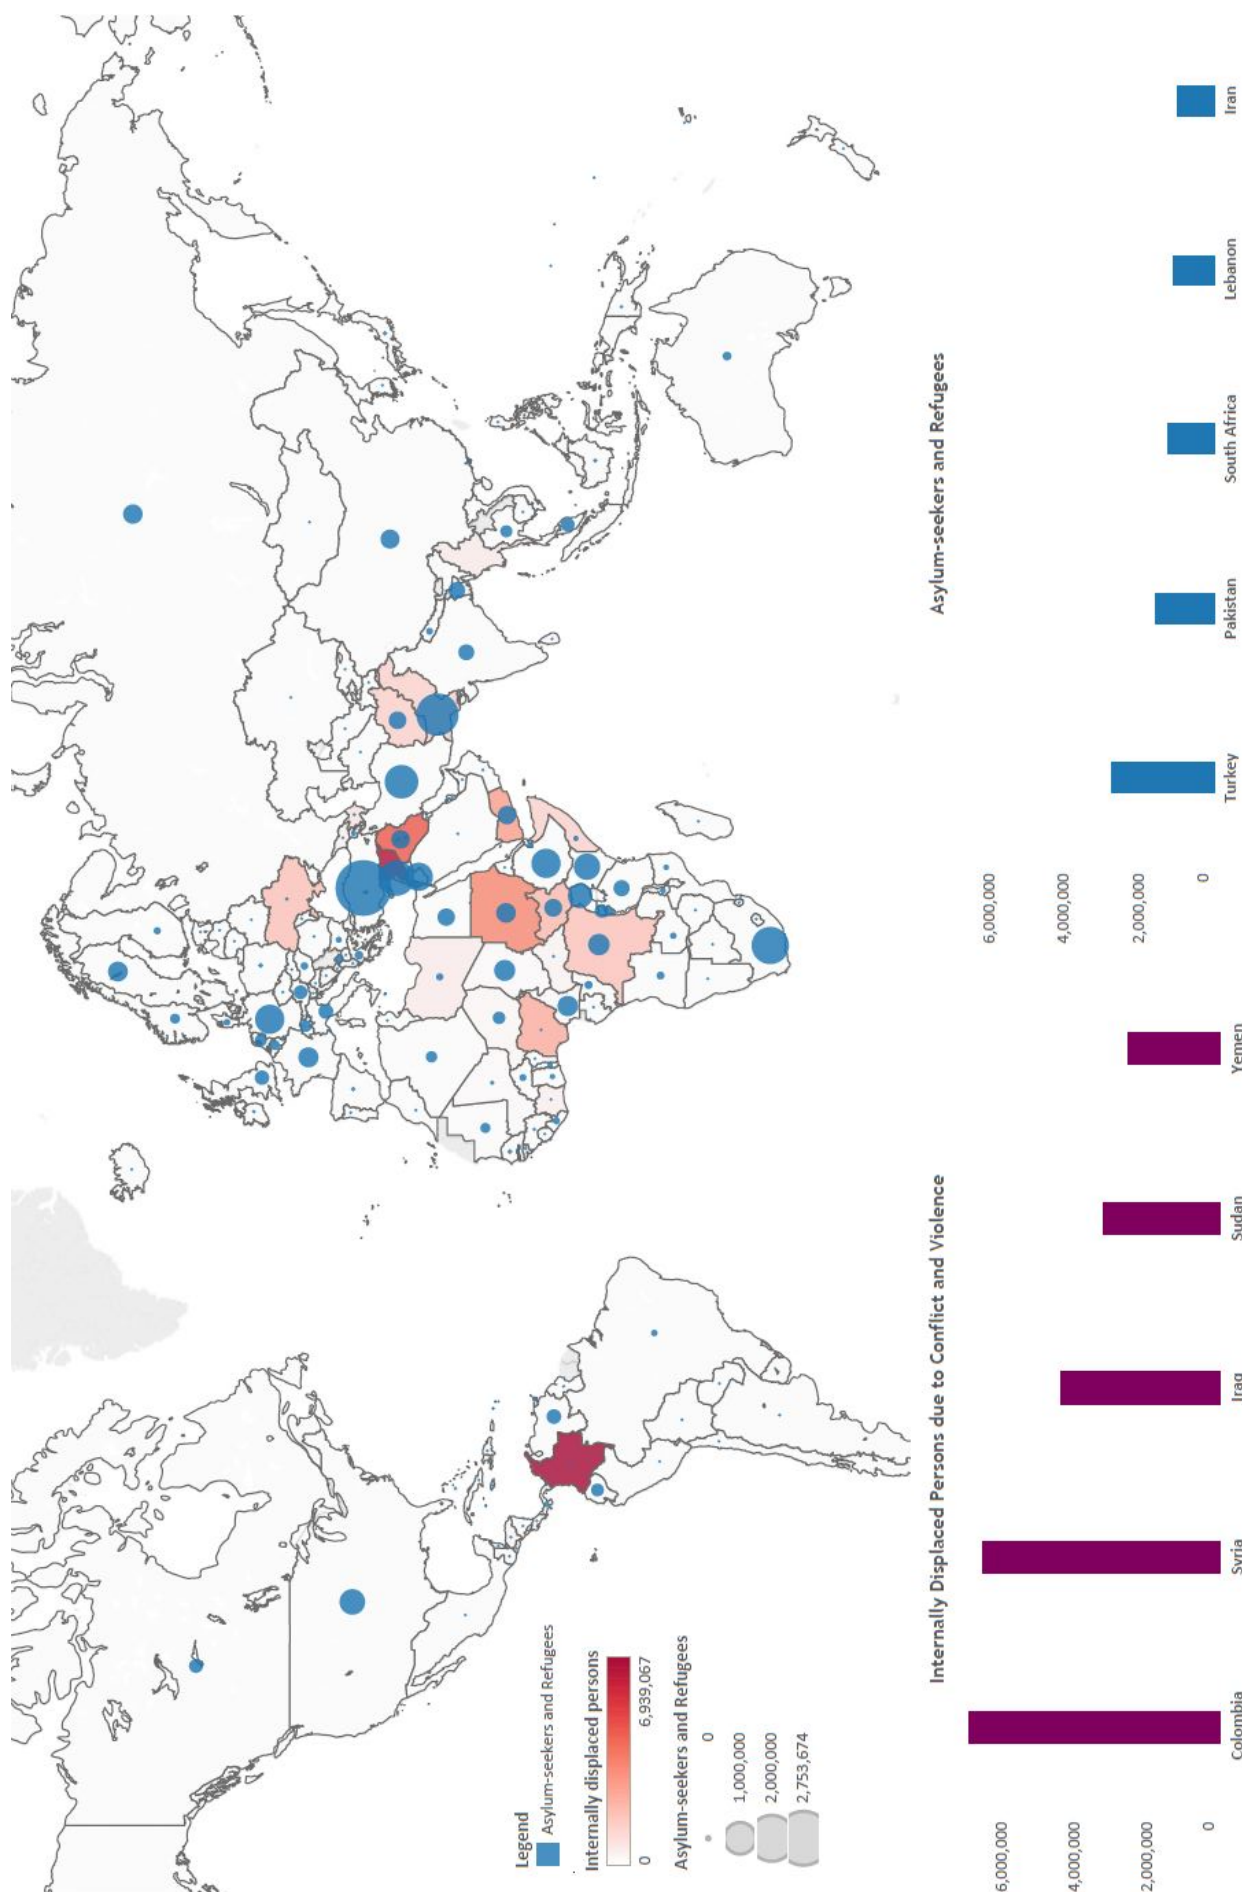 Legend
Asylum-seekers and Refugees
Internally displaced persons
0
6,939,067
Asylum-seekers and Refugees
0
1,000,000
2,000,000
2,753,674
Internally Displaced Persons due to Conflict and Violence
6,000,000
4,000,000
2,000,000
0
Colombia
Syria
Iraq
Sudan
Yemen
Asylum-seekers and Refugees
6,000,000
4,000,000
2,000,000
0
Turkey
Pakistan
South Africa
Lebanon
Iran